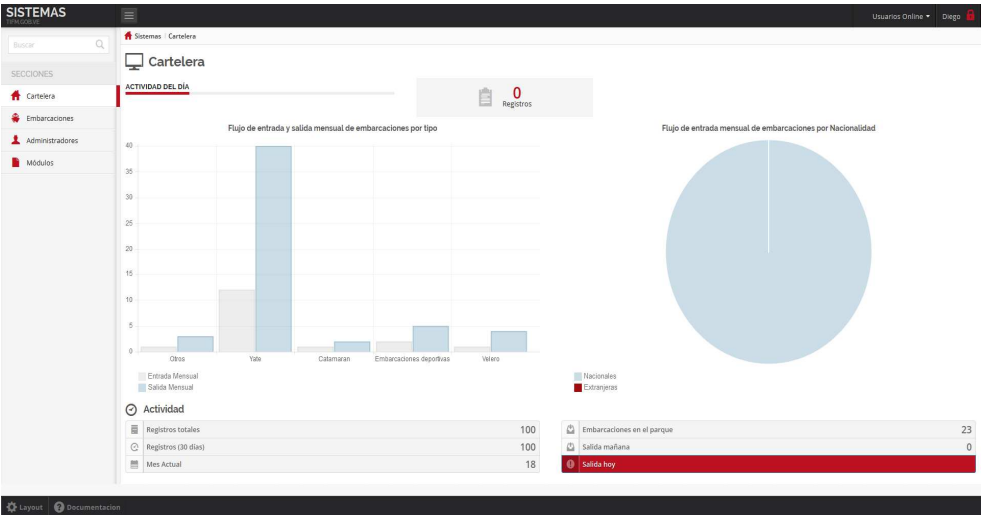 SISTEMAS
TIFM.GOB.VE
Usuarios Online
Diego
Buscar
Sistemas / Cartelera
Cartelera
SECCIONES
Cartelera
Embarcaciones
Administradores
Módulos
ACTIVIDAD DEL DÍA
0
Registros
Flujo de entrada y salida mensual de embarcaciones por tipo
40
35
30
25
20
15
10
5
0
Otros Yate Catamaran Embarcaciones deportivas Velero
Entrada Mensual
Salida Mensual
Flujo de entrada mensual de embarcaciones por Nacionalidad
Nacionales
Extranjeras
Actividad
Registros totales 100
Registros (30 días) 100
Mes Actual 18
Embarcaciones en el parque 23
Salida mañana 0
Salida hoy
Layout
Documentacion